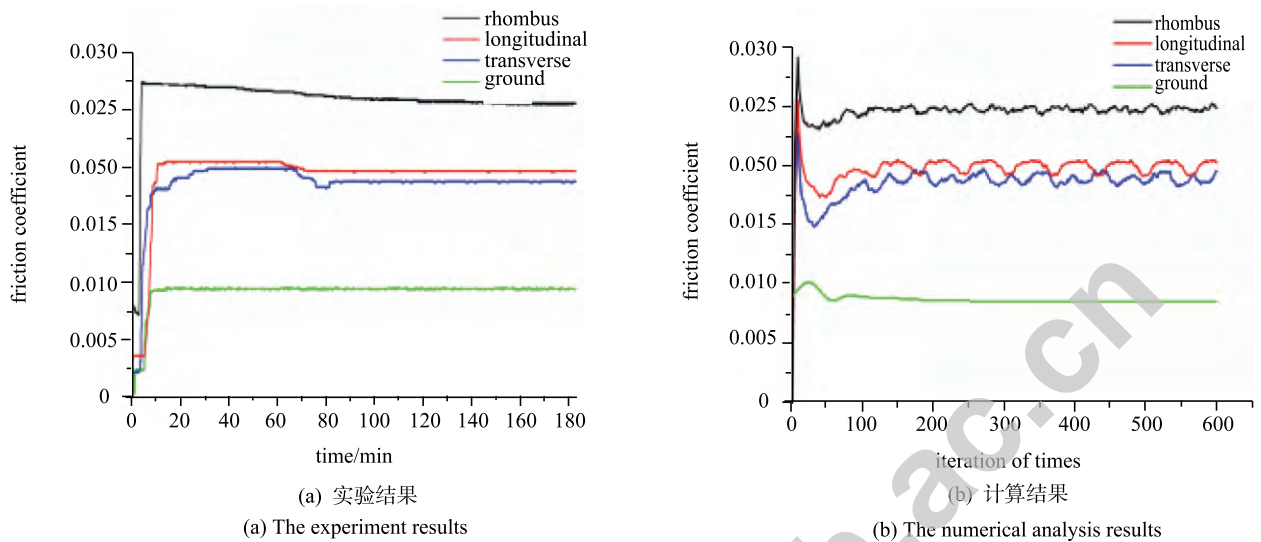 rhombus
longitudinal
transverse
ground
0.030
0.025
0.050
0.015
0.010
0.005
0
friction coefficient
0 20 40 60 80 100 120 140 160 180
time/min
(a) 实验结果
(a) The experiment results
rhombus
longitudinal
transverse
ground
0.030
0.025
0.050
0.015
0.010
0.005
0
friction coefficient
0 100 200 300 400 500 600
iteration of times
(b) 计算结果
(b) The numerical analysis results
.ac.cn